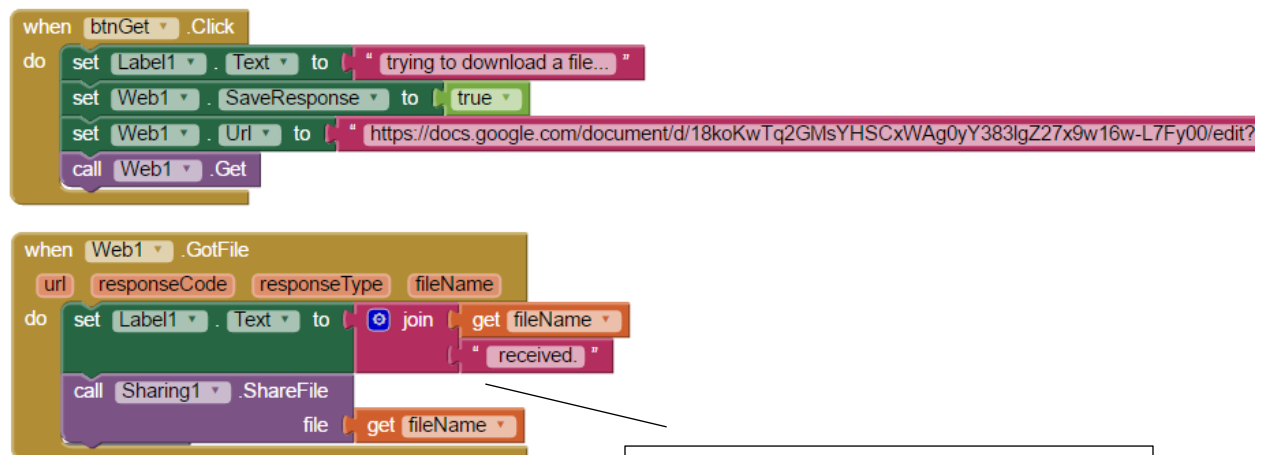 when btnGet .Click
do set Label1 . Text to " trying to download a file... "
set Web1 . SaveResponse to true
set Web1 . Url to " https://docs.google.com/document/d/18koKwTq2GMsYHSCxWAg0yY383lgZ27x9w16w-L7Fy00/edit?
call Web1 .Get
when Web1 .GotFile
url responseCode responseType fileName
do set Label1 . Text to join get fileName
" received. "
call Sharing1 .ShareFile
file get fileName